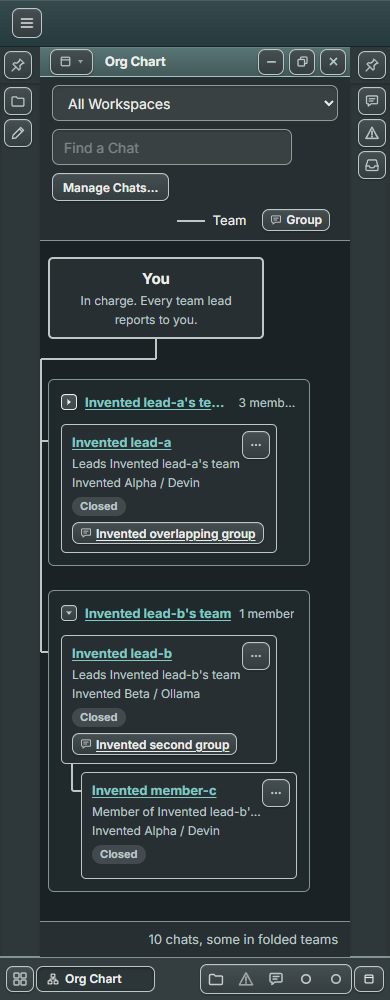 Org Chart
All Workspaces
Find a Chat
Manage Chats...
Team
Group
You
In charge. Every team lead
reports to you.
Invented lead-a's te... 3 memb...
Invented lead-a
Leads Invented lead-a's team
Invented Alpha / Devin
Closed
Invented overlapping group
Invented lead-b's team 1 member
Invented lead-b
Leads Invented lead-b's team
Invented Beta / Ollama
Closed
Invented second group
Invented member-c
Member of Invented lead-b'...
Invented Alpha / Devin
Closed
10 chats, some in folded teams
Org Chart